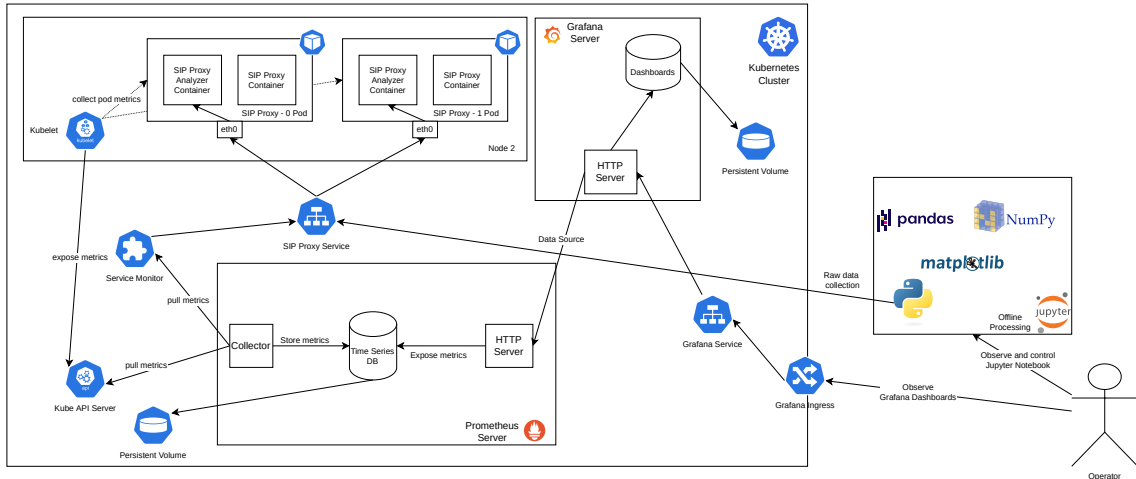 Grafana
Server
Kubernetes
Cluster
SIP Proxy
Analyzer
Container
SIP Proxy
Container
SIP Proxy - 0 Pod
SIP Proxy
Analyzer
Container
SIP Proxy
Container
SIP Proxy - 1 Pod
Dashboards
collect pod metrics
Kubelet
kubelet
eth0
eth0
Node 2
Persistent Volume
HTTP
Server
pandas
NumPy
matplotlib
SIP Proxy Service
Data Source
expose metrics
Service Monitor
Raw data
collection
pull metrics
Offline
Processing
jupyter
Collector
Store metrics
Time Series
DB
Expose metrics
HTTP
Server
Grafana Service
pull metrics
Observe and control
Jupyter Notebook
api
Kube API Server
Grafana Ingress
Observe
Grafana Dashboards
Prometheus
Server
Persistent Volume
Operator